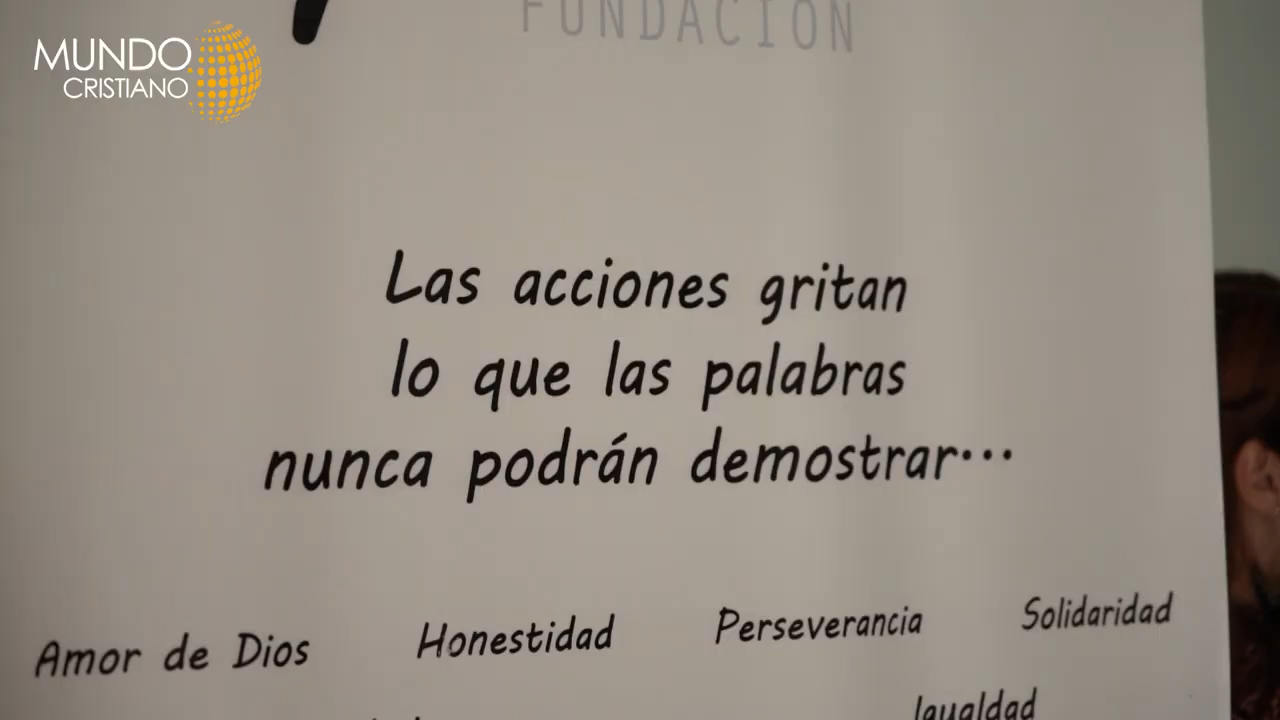 MUNDO
CRISTIANO
FUNDACIÓN
Las acciones gritan
lo que las palabras
nunca podrán demostrar...
Amor de Dios Honestidad Perseverancia Solidaridad
Igualdad